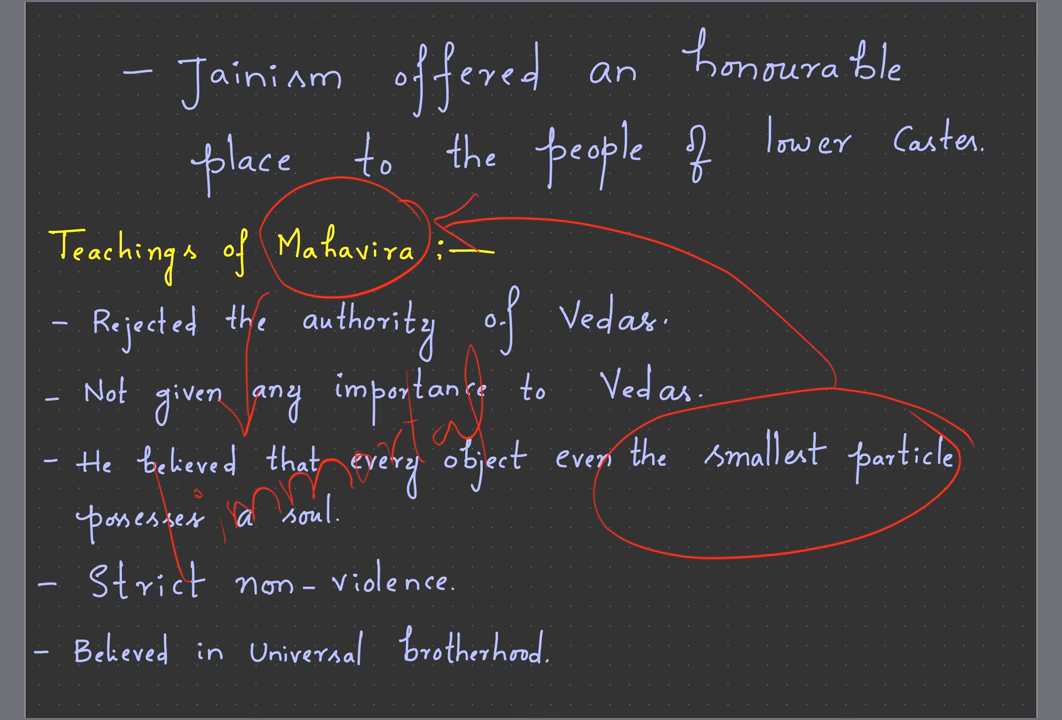 - Jainism offered an honourable
place to the people of lower Castes.
Teachings of Mahavira :-
- Rejected the authority of Vedas.
- Not given any importance to Vedas.
- He believed that every object even the smallest particle
possesses a soul.
immortal
- Strict non-violence.
- Believed in Universal brotherhood.